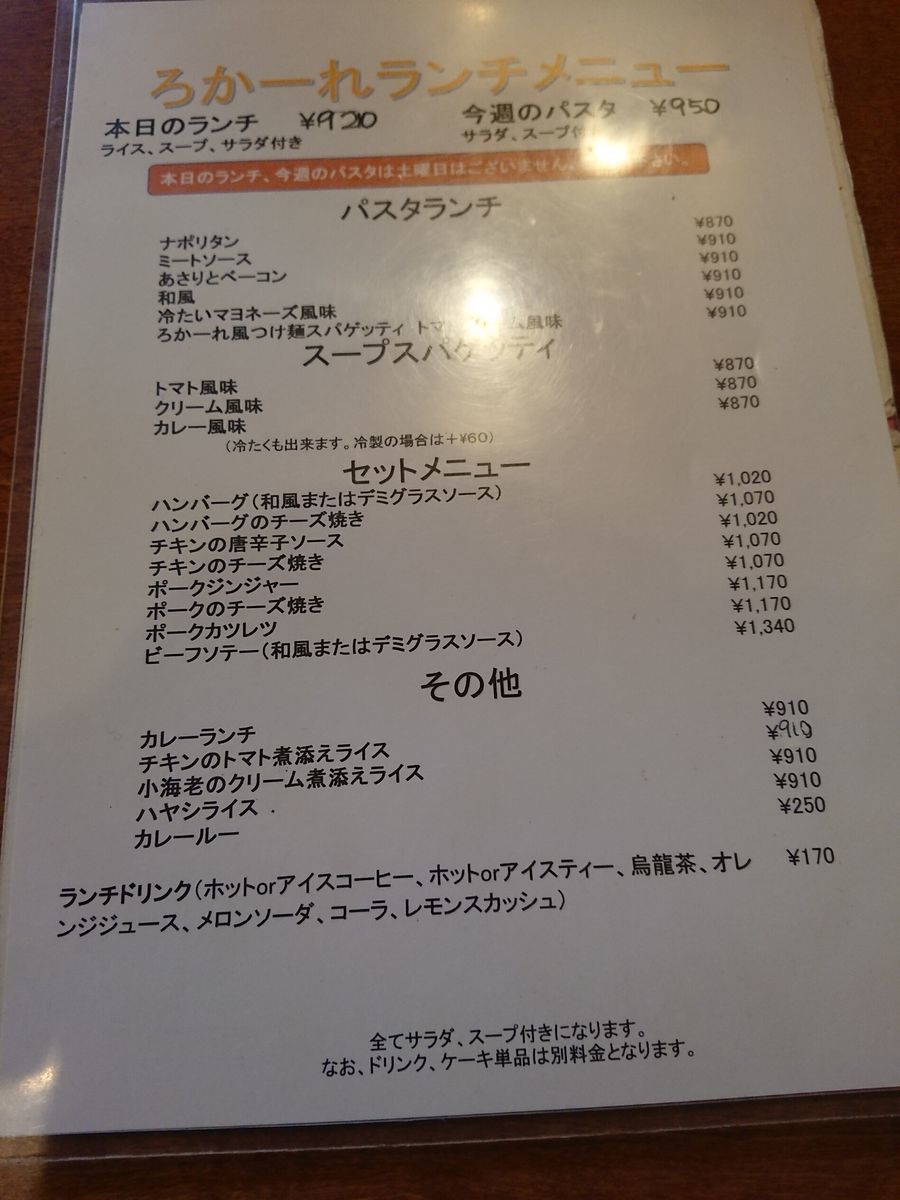 ろかーれランチメニュー
本日のランチ ¥920 今週のパスタ ¥950
ライス、スープ、サラダ付き サラダ、スープ付
本日のランチ、今週のパスタは土曜日はございません。
パスタランチ
ナポリタン ¥870
ミートソース ¥910
あさりとベーコン ¥910
和風 ¥910
冷たいマヨネーズ風味 ¥910
ろかーれ風つけ麺スパゲッティ 風味 ¥910
スープスパゲッティ
トマト風味 ¥870
クリーム風味 ¥870
カレー風味 ¥870
(冷たくも出来ます。冷製の場合は+¥60)
セットメニュー
ハンバーグ(和風またはデミグラスソース) ¥1,020
ハンバーグのチーズ焼き ¥1,070
チキンの唐辛子ソース ¥1,020
チキンのチーズ焼き ¥1,070
ポークジンジャー ¥1,070
ポークのチーズ焼き ¥1,170
ポークカツレツ ¥1,170
ビーフソテー(和風またはデミグラスソース) ¥1,340
その他
カレーランチ ¥910
チキンのトマト煮添えライス ¥910
小海老のクリーム煮添えライス ¥910
ハヤシライス ¥910
カレールー ¥250
ランチドリンク(ホットorアイスコーヒー、ホットorアイスティー、烏龍茶、オレ ¥170
ンジジュース、メロンソーダ、コーラ、レモンスカッシュ)
全てサラダ、スープ付きになります。
なお、ドリンク、ケーキ単品は別料金となります。